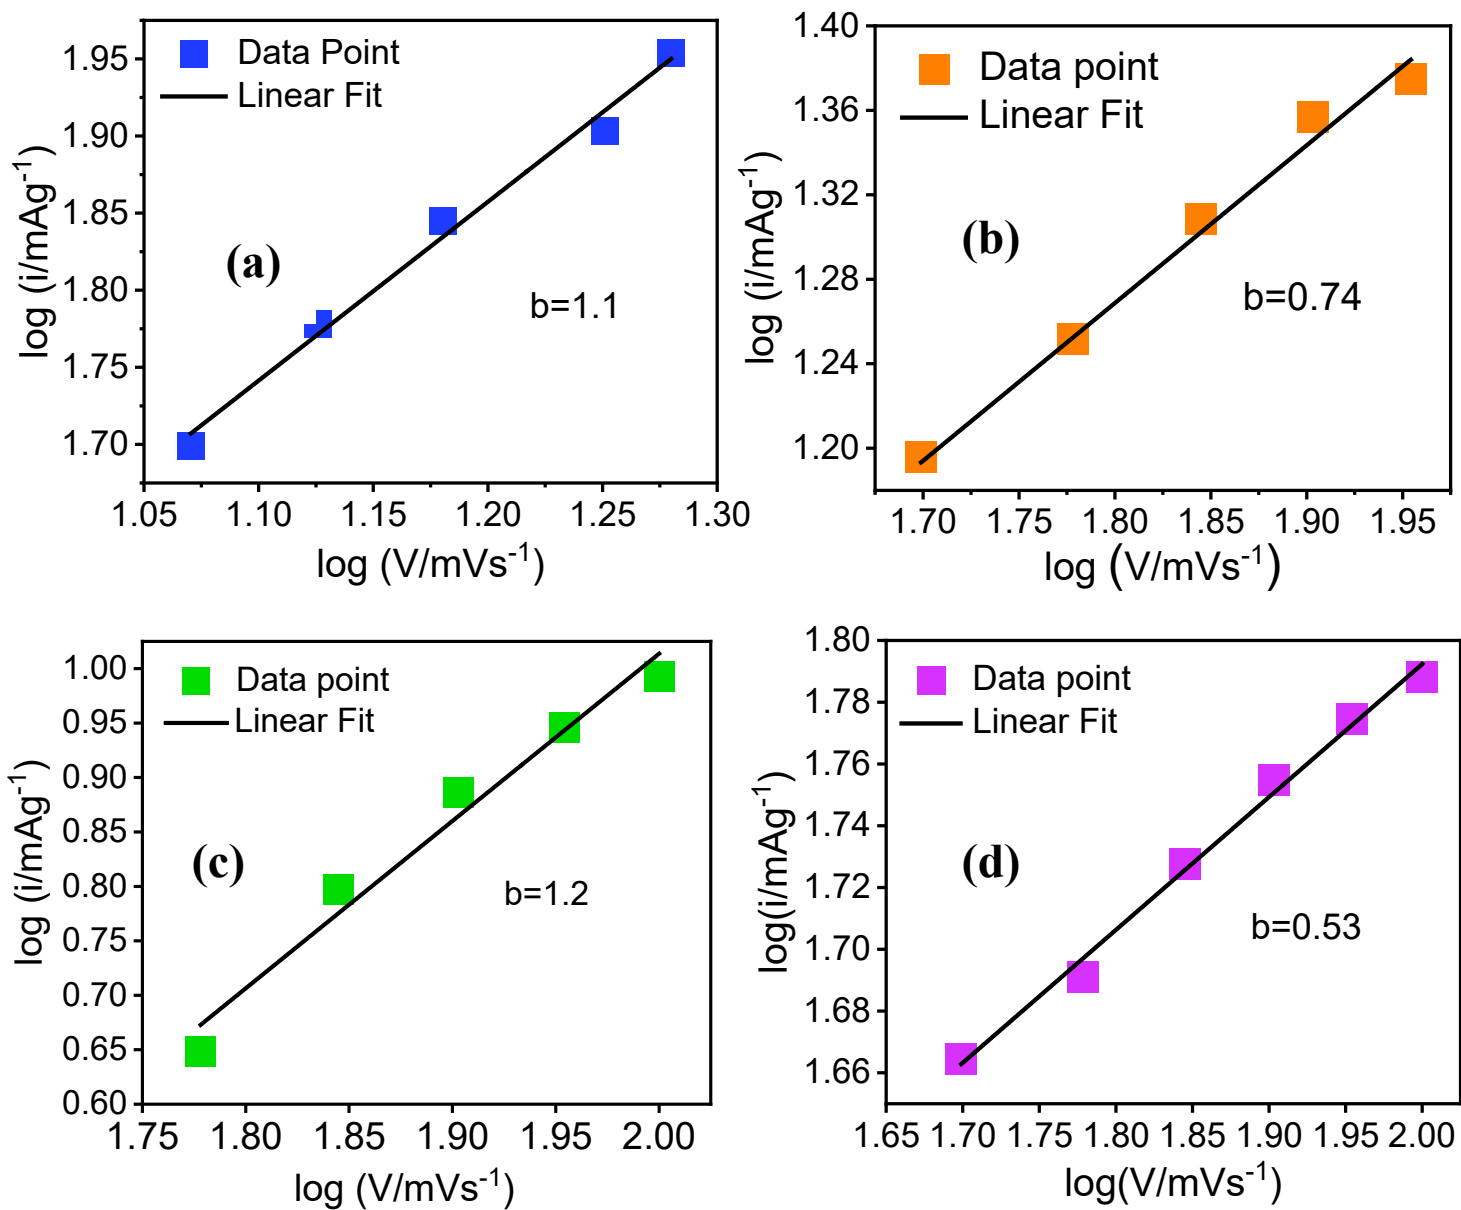 Data Point
Linear Fit
(a)
b=1.1
log (i/mAg⁻¹)
1.95
1.90
1.85
1.80
1.75
1.70
1.05 1.10 1.15 1.20 1.25 1.30
log (V/mVs⁻¹)
Data point
Linear Fit
(b)
b=0.74
log (i/mAg⁻¹)
1.40
1.36
1.32
1.28
1.24
1.20
1.70 1.75 1.80 1.85 1.90 1.95
log (V/mVs⁻¹)
Data point
Linear Fit
(c)
b=1.2
log (i/mAg⁻¹)
1.00
0.95
0.90
0.85
0.80
0.75
0.70
0.65
0.60
1.75 1.80 1.85 1.90 1.95 2.00
log (V/mVs⁻¹)
Data point
Linear Fit
(d)
b=0.53
log(i/mAg⁻¹)
1.80
1.78
1.76
1.74
1.72
1.70
1.68
1.66
1.65 1.70 1.75 1.80 1.85 1.90 1.95 2.00
log(V/mVs⁻¹)